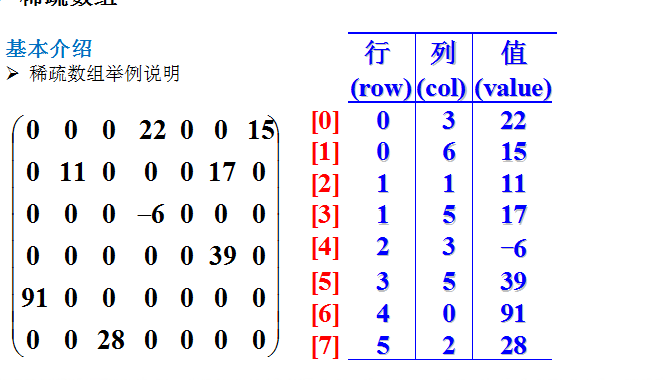 稀疏数组
基本介绍
➢ 稀疏数组举例说明
0 0 0 22 0 0 15
0 11 0 0 0 17 0
0 0 0 –6 0 0 0
0 0 0 0 0 39 0
91 0 0 0 0 0 0
0 0 28 0 0 0 0
行 列 值
(row) (col) (value)
[0] 0 3 22
[1] 0 6 15
[2] 1 1 11
[3] 1 5 17
[4] 2 3 –6
[5] 3 5 39
[6] 4 0 91
[7] 5 2 28